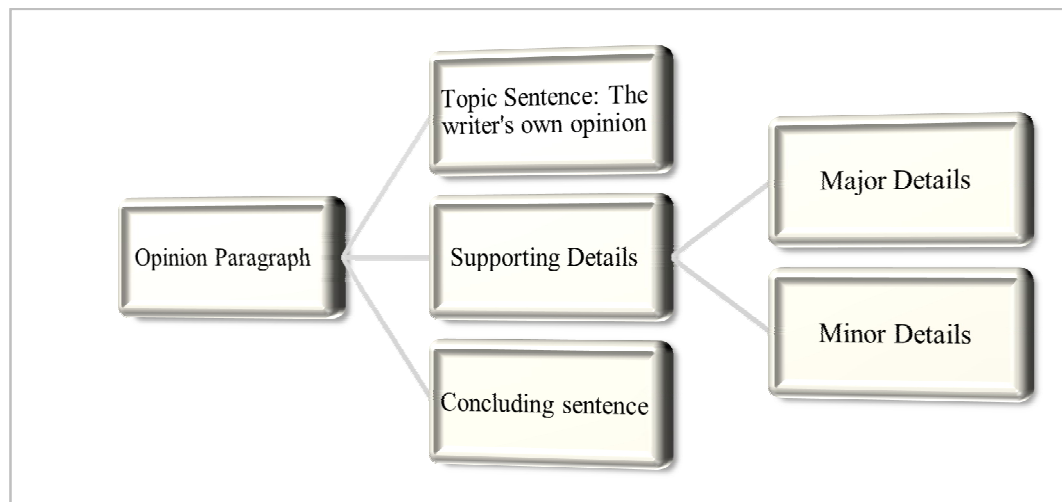 Opinion Paragraph
Topic Sentence: The
writer's own opinion
Supporting Details
Concluding sentence
Major Details
Minor Details